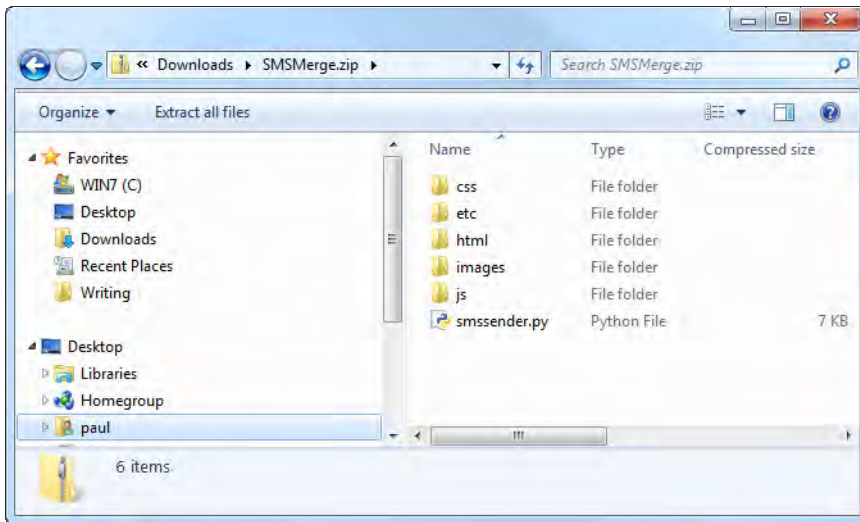 « Downloads ▸ SMSMerge.zip ▸ Search SMSMerge.zip
Organize ▾ Extract all files
Name Type Compressed size
Favorites
WIN7 (C)
Desktop
Downloads
Recent Places
Writing
Desktop
Libraries
Homegroup
paul
css File folder
etc File folder
html File folder
images File folder
js File folder
smssender.py Python File 7 KB
6 items